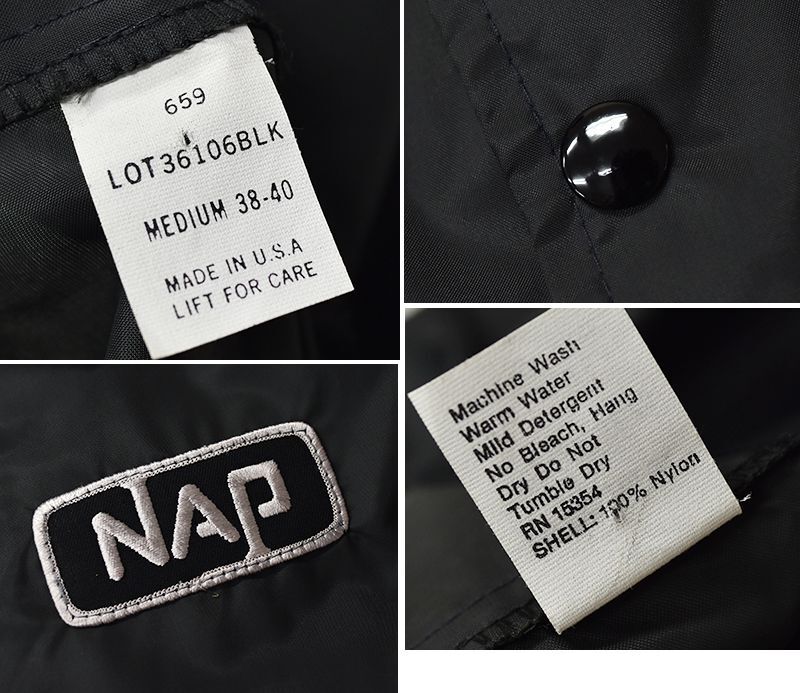 659
LOT36106BLK
MEDIUM 38-40
MADE IN U.S.A
LIFT FOR CARE
NAP
Machine Wash
Warm Water
Mild Detergent
No Bleach, Hang
Dry Do Not
Tumble Dry
RN 15354
SHELL: 100% Nylon